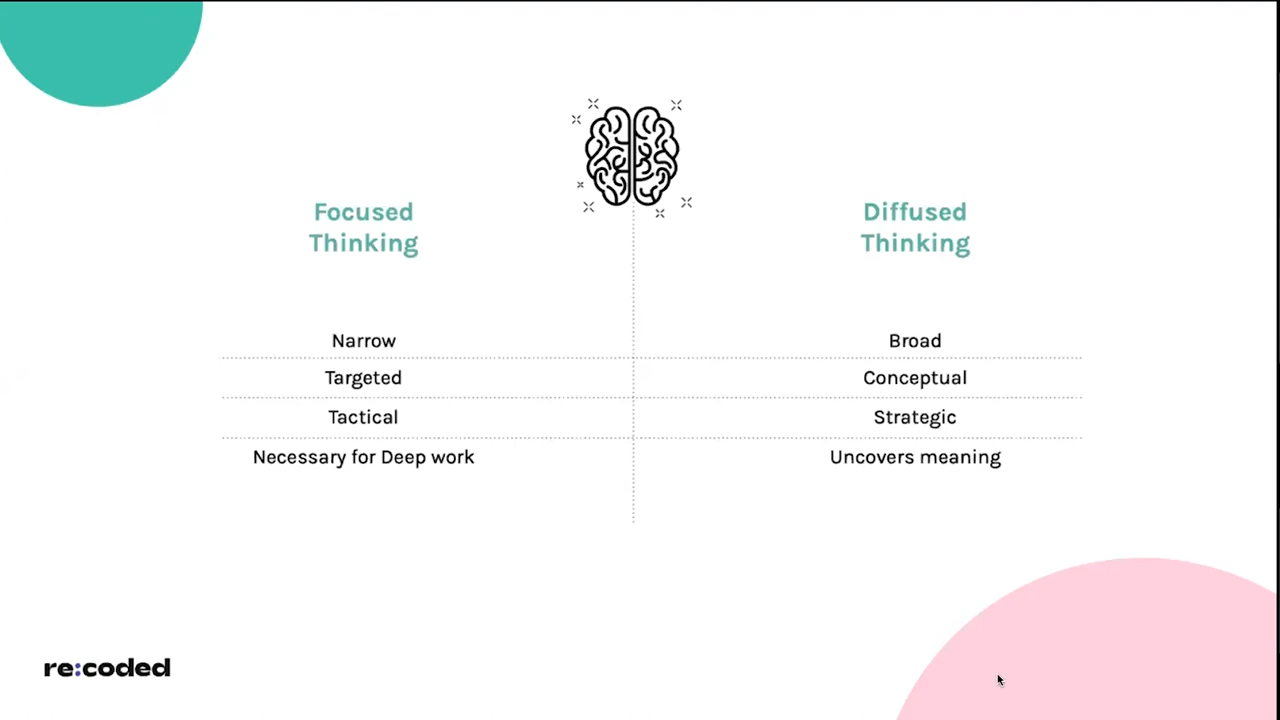 Focused
Thinking
Diffused
Thinking
Narrow
Broad
Targeted
Conceptual
Tactical
Strategic
Necessary for Deep work
Uncovers meaning
re:coded